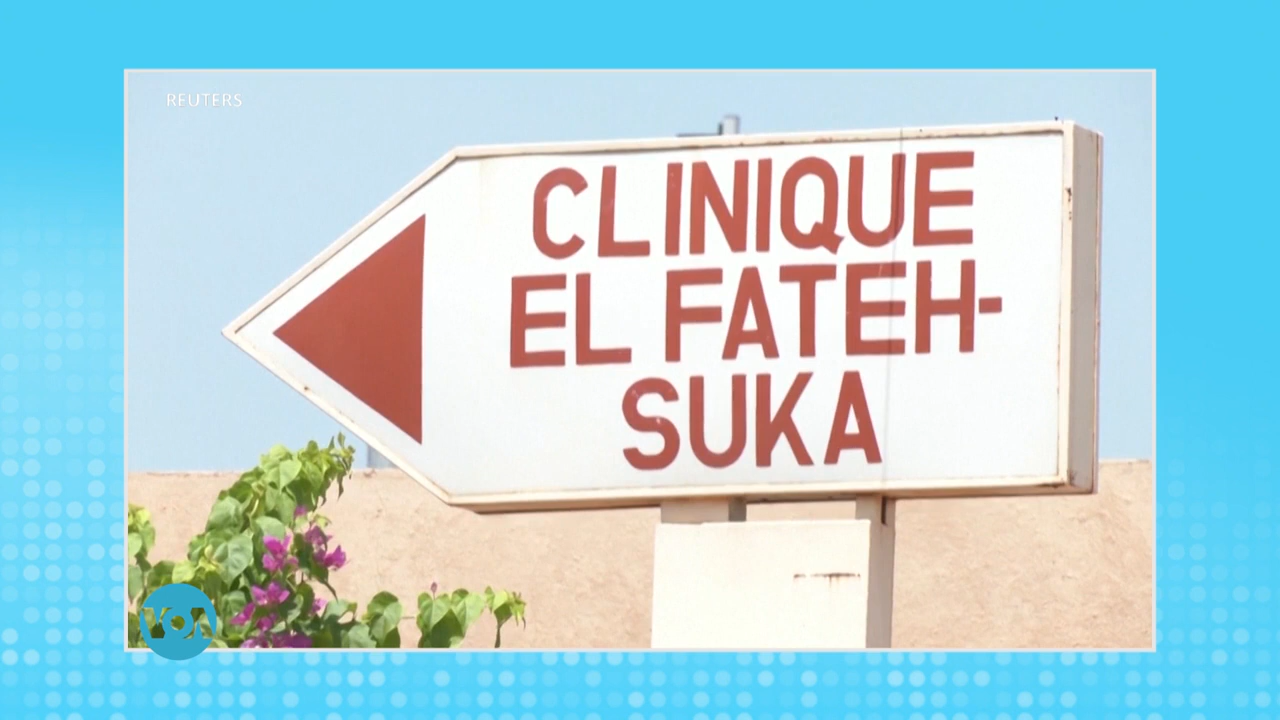 REUTERS
CLINIQUE
EL FATEH-
SUKA
VOA